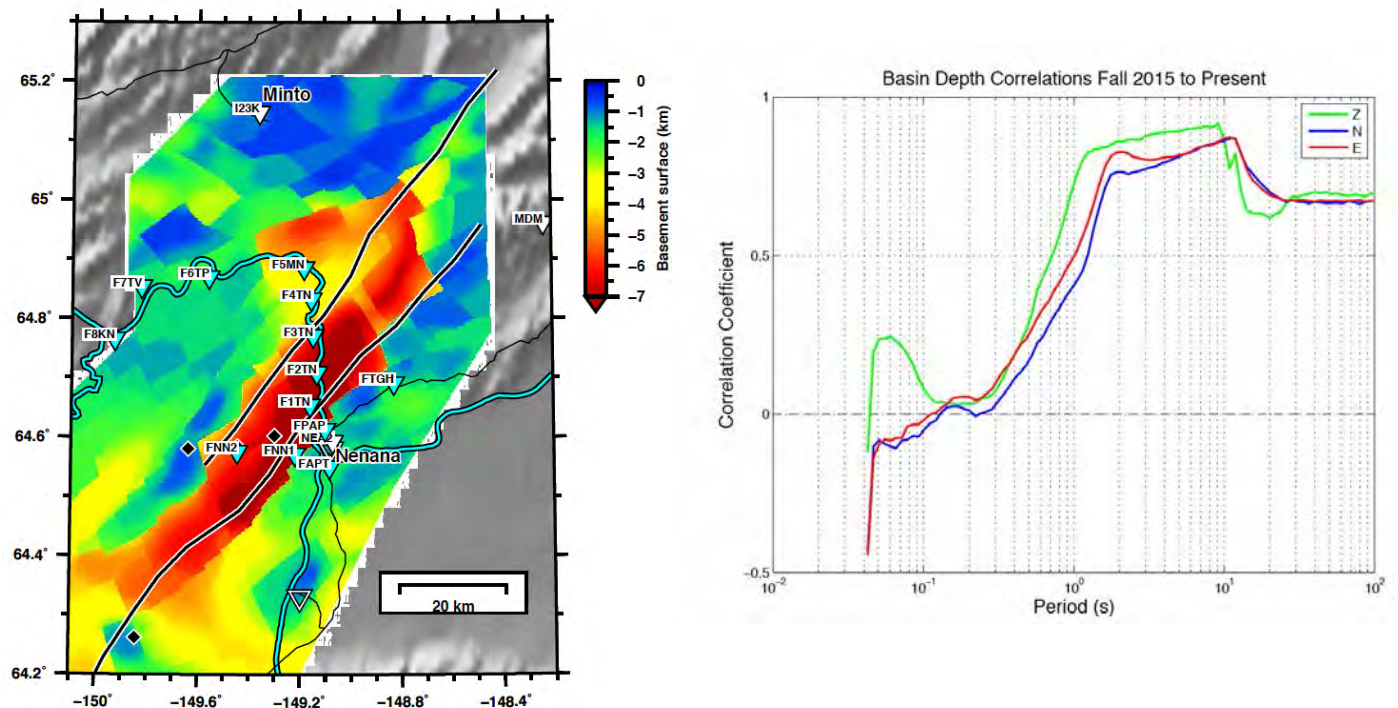 65.2˚
65˚
64.8˚
64.6˚
64.4˚
64.2˚
−150˚
−149.6˚
−149.2˚
−148.8˚
−148.4˚
Minto
I23K
MDM
F5MN
F6TP
F7TV
F4TN
F8KN
F3TN
F2TN
FTGH
F1TN
FPAP
NEA2
FNN2
FNN1
FAPT
Nenana
20 km
0
−1
−2
−3
−4
−5
−6
−7
Basement surface (km)
Basin Depth Correlations Fall 2015 to Present
1
0.5
0
−0.5
Correlation Coefficient
Z
N
E
10−2
10−1
100
101
102
Period (s)